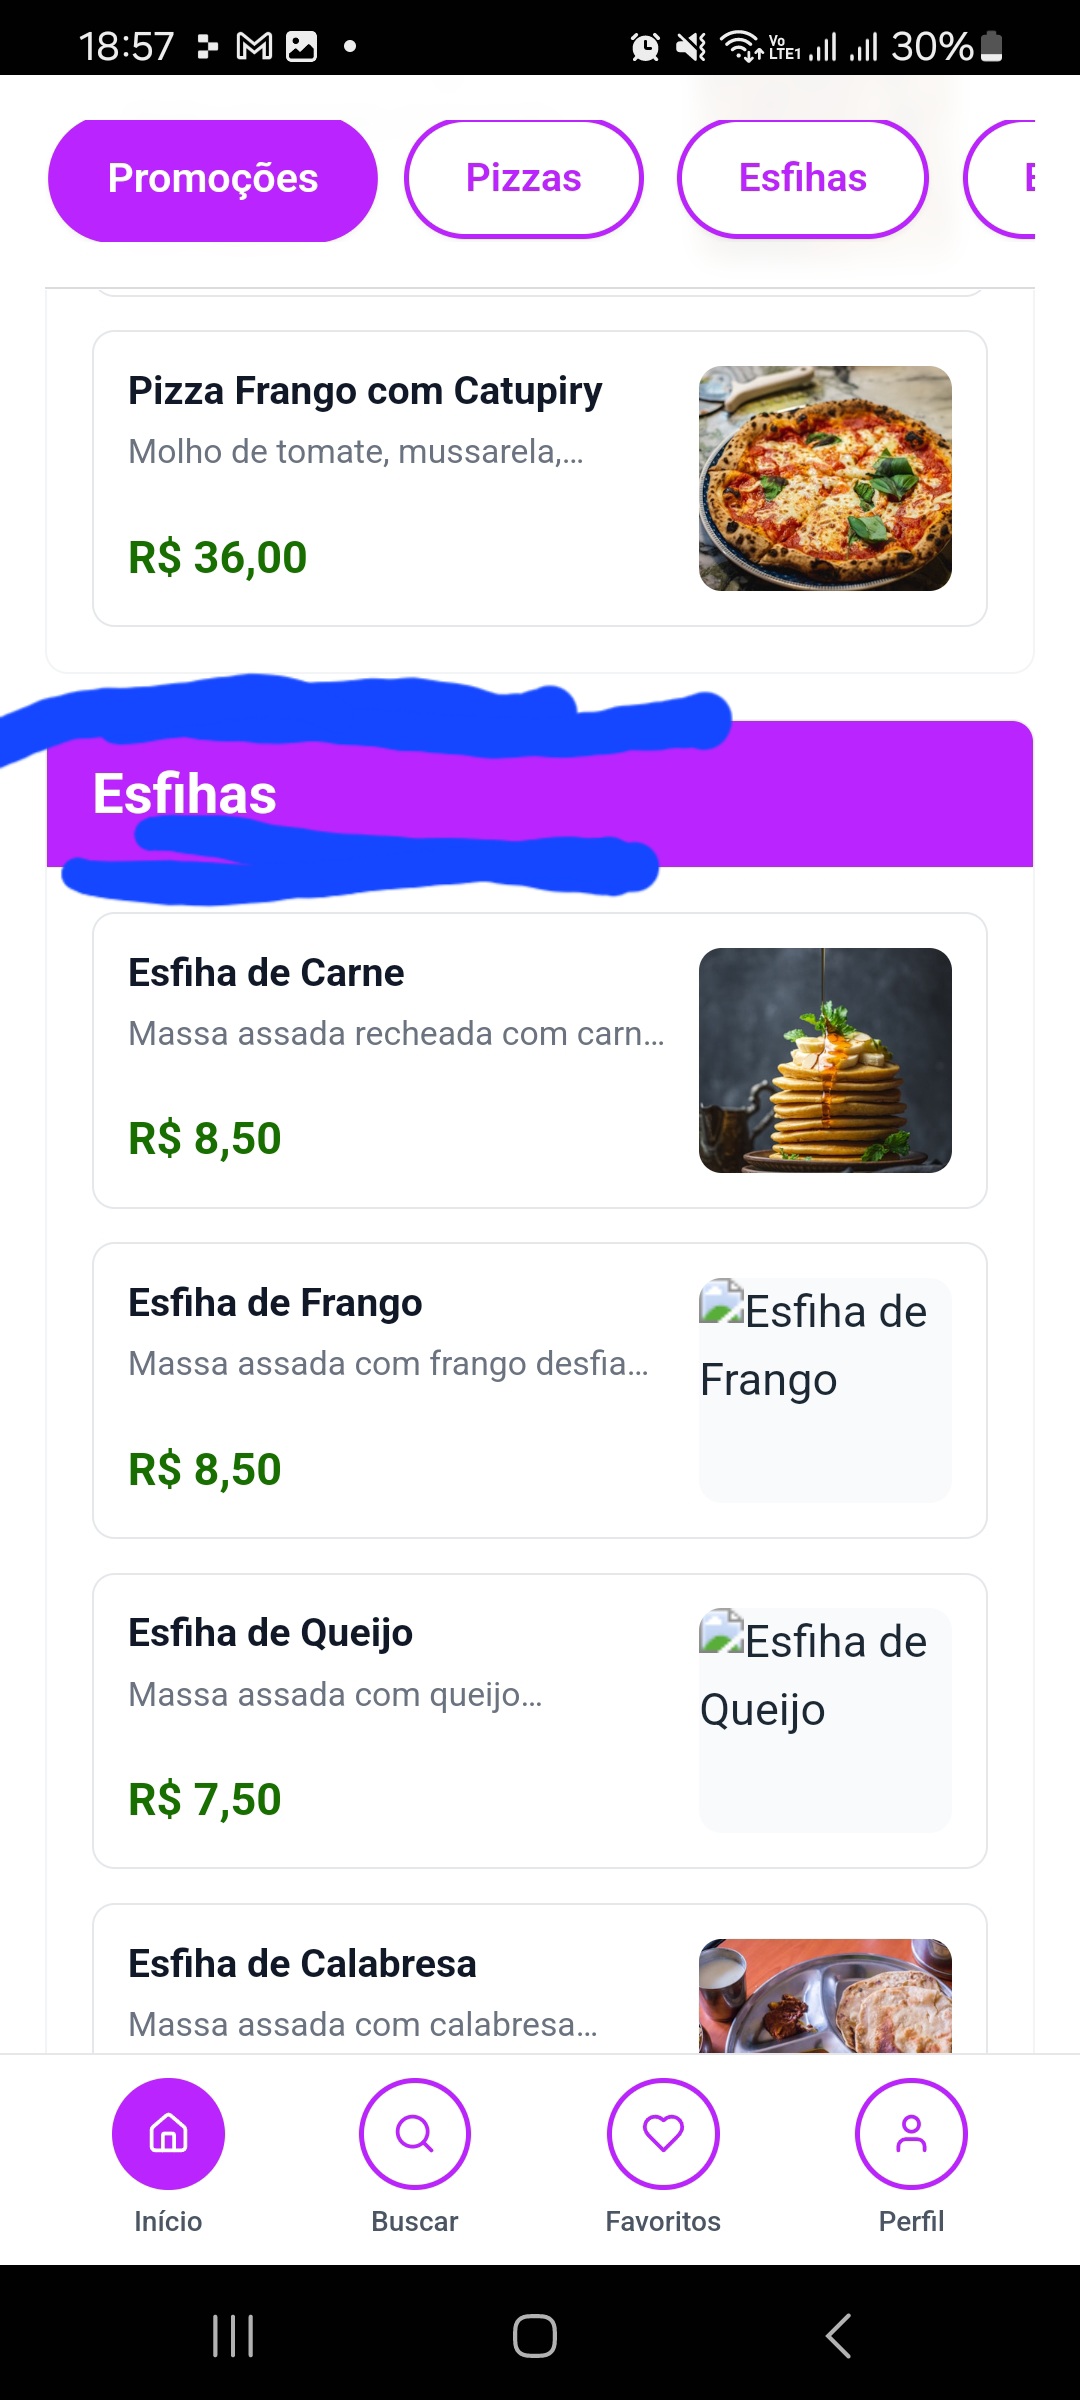 18:57 Vo LTE1 30%
Promoções Pizzas Esfihas
Pizza Frango com Catupiry
Molho de tomate, mussarela,...
R$ 36,00
Esfihas
Esfiha de Carne
Massa assada recheada com carn...
R$ 8,50
Esfiha de Frango
Massa assada com frango desfia...
R$ 8,50
Esfiha de
Frango
Esfiha de Queijo
Massa assada com queijo...
R$ 7,50
Esfiha de
Queijo
Esfiha de Calabresa
Massa assada com calabresa...
Início Buscar Favoritos Perfil